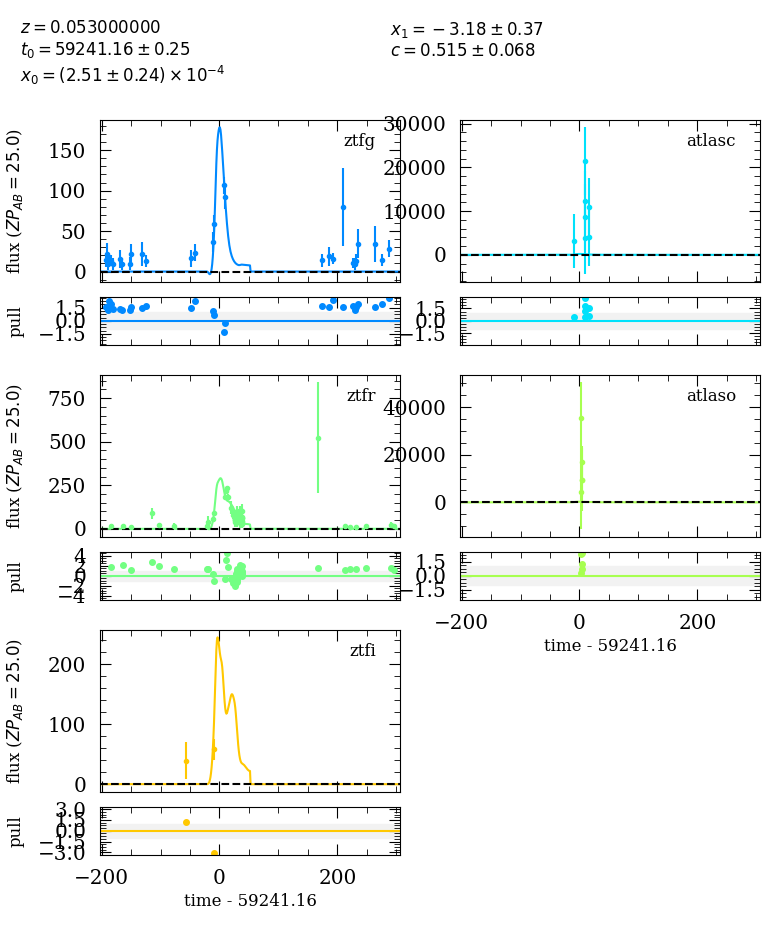 z = 0.053000000
t₀ = 59241.16 ± 0.25
x₀ = (2.51 ± 0.24) × 10⁻⁴
x₁ = −3.18 ± 0.37
c = 0.515 ± 0.068
ztfg
flux (ZP_AB = 25.0)
150
100
50
0
pull
1.5
0.0
−1.5
atlasc
30000
20000
10000
0
0.0
−1.5
ztfr
flux (ZP_AB = 25.0)
750
500
250
0
pull
4
2
0
−2
−4
atlaso
40000
20000
0
1.5
0.0
−1.5
−200
0
200
time - 59241.16
ztfi
flux (ZP_AB = 25.0)
200
100
0
pull
3.0
1.5
0.0
−1.5
−3.0
−200
0
200
time - 59241.16